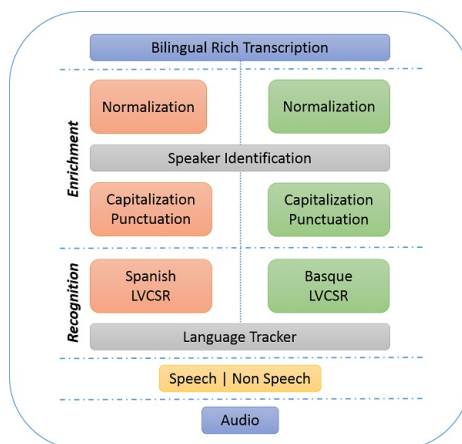 Bilingual Rich Transcription
Enrichment
Normalization
Normalization
Speaker Identification
Capitalization
Punctuation
Capitalization
Punctuation
Recognition
Spanish
LVCSR
Basque
LVCSR
Language Tracker
Speech | Non Speech
Audio